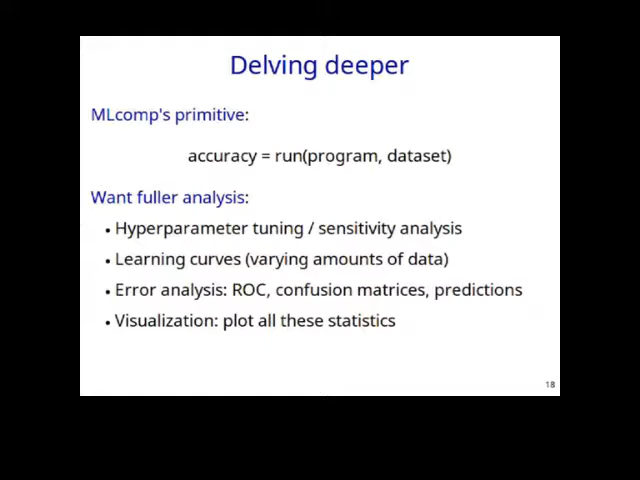 Delving deeper
MLcomp's primitive:
accuracy = run(program, dataset)
Want fuller analysis:
• Hyperparameter tuning / sensitivity analysis
• Learning curves (varying amounts of data)
• Error analysis: ROC, confusion matrices, predictions
• Visualization: plot all these statistics
18